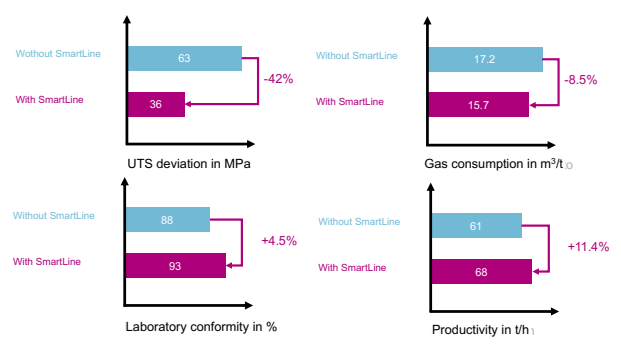 Wothout SmartLine
63
-42%
With SmartLine
36
UTS deviation in MPa
Without SmartLine
17.2
-8.5%
With SmartLine
15.7
Gas consumption in m³/t
Without SmartLine
88
+4.5%
With SmartLine
93
Laboratory conformity in %
Without SmartLine
61
+11.4%
With SmartLine
68
Productivity in t/h